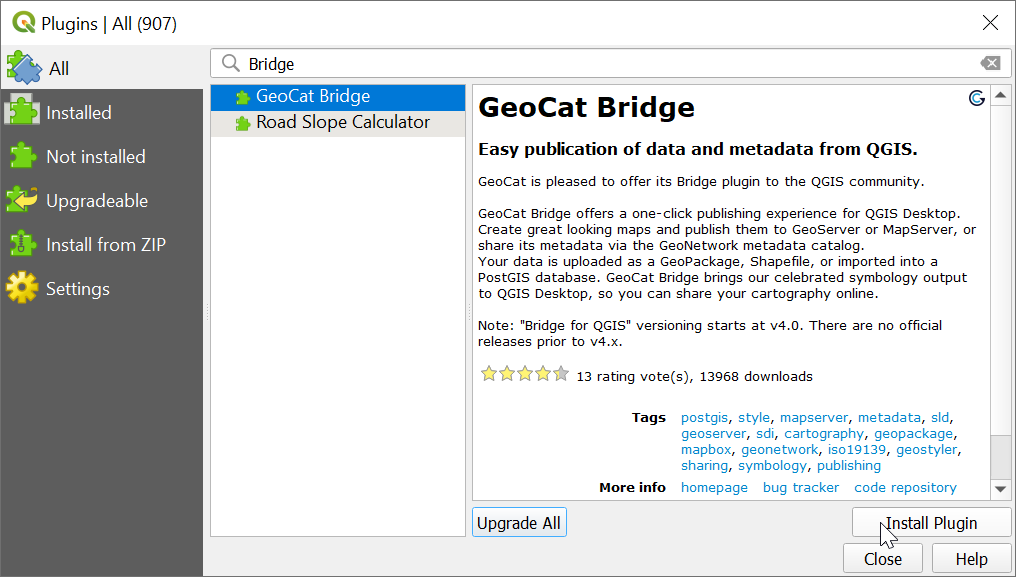 Plugins | All (907)
All
Installed
Not installed
Upgradeable
Install from ZIP
Settings
Bridge
GeoCat Bridge
Road Slope Calculator
GeoCat Bridge
Easy publication of data and metadata from QGIS.
GeoCat is pleased to offer its Bridge plugin to the QGIS community.
GeoCat Bridge offers a one-click publishing experience for QGIS Desktop.
Create great looking maps and publish them to GeoServer or MapServer, or
share its metadata via the GeoNetwork metadata catalog.
Your data is uploaded as a GeoPackage, Shapefile, or imported into a
PostGIS database. GeoCat Bridge brings our celebrated symbology output
to QGIS Desktop, so you can share your cartography online.
Note: "Bridge for QGIS" versioning starts at v4.0. There are no official
releases prior to v4.x.
13 rating vote(s), 13968 downloads
Tags postgis, style, mapserver, metadata, sld,
geoserver, sdi, cartography, geopackage,
mapbox, geonetwork, iso19139, geostyler,
sharing, symbology, publishing
More info homepage bug tracker code repository
Upgrade All
Install Plugin
Close
Help